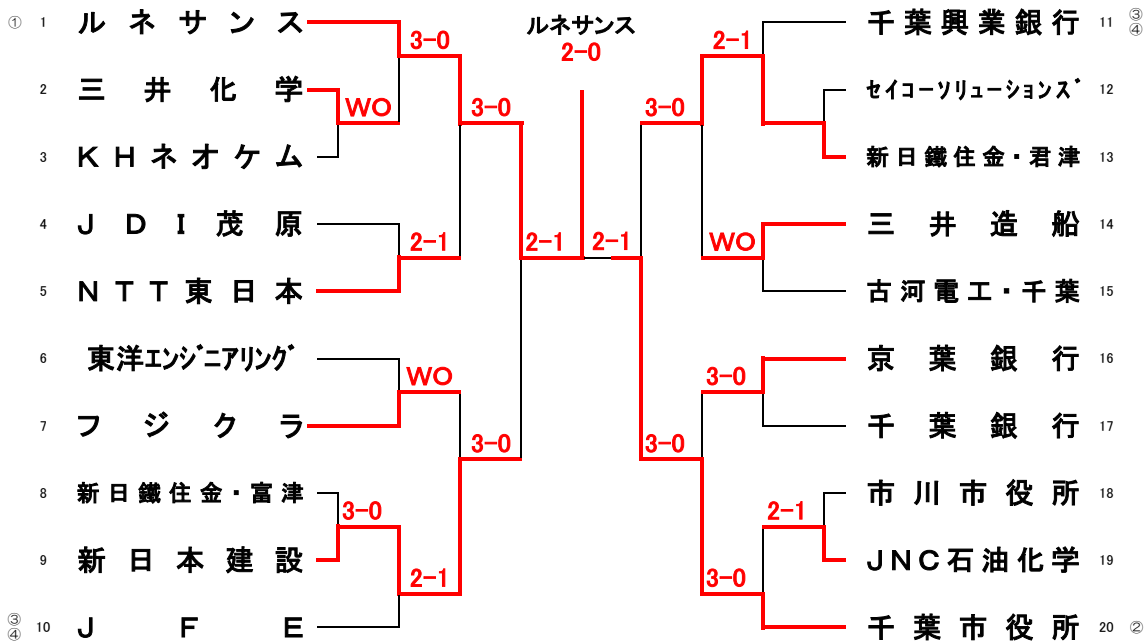 ① 1 ルネサンス
2 三井化学
3 KHネオケム
4 JDI茂原
5 NTT東日本
6 東洋エンジニアリング
7 フジクラ
8 新日鐵住金・富津
9 新日本建設
③④ 10 JFE
3-0
WO
3-0
2-1
2-1
WO
3-0
3-0
2-1
ルネサンス
2-0
2-1
3-0
2-1
WO
3-0
3-0
2-1
3-0
千葉興業銀行 11 ③④
セイコーソリューションズ 12
新日鐵住金・君津 13
三井造船 14
古河電工・千葉 15
京葉銀行 16
千葉銀行 17
市川市役所 18
JNC石油化学 19
千葉市役所 20 ②